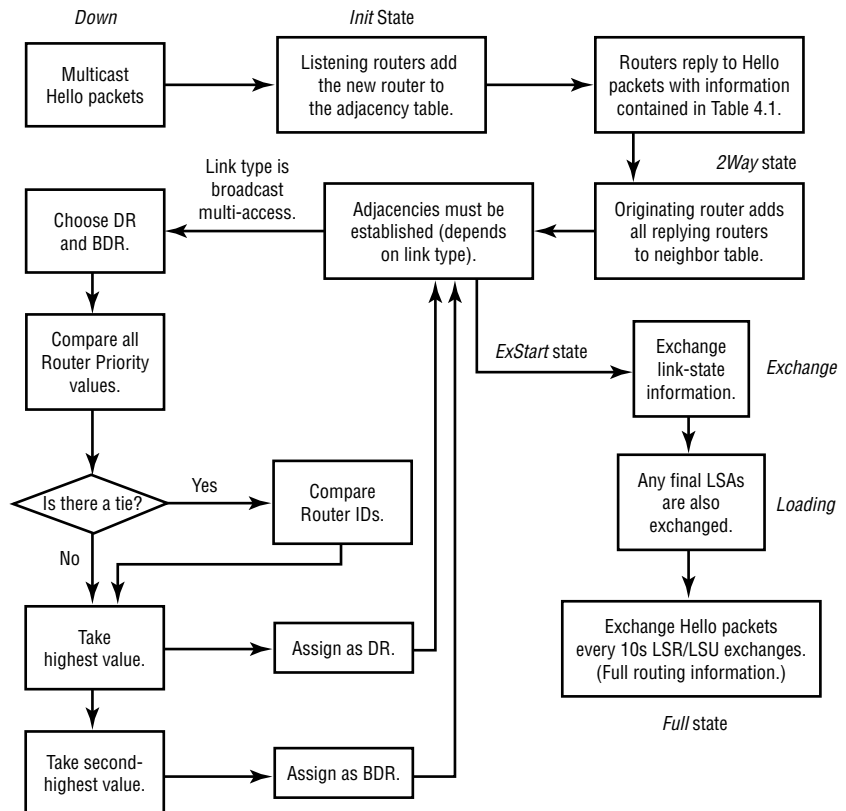 Down
Init State
Multicast
Hello packets
Listening routers add
the new router to
the adjacency table.
Routers reply to Hello
packets with information
contained in Table 4.1.
2Way state
Link type is
broadcast
multi-access.
Choose DR
and BDR.
Adjacencies must be
established (depends
on link type).
Originating router adds
all replying routers
to neighbor table.
Compare all
Router Priority
values.
ExStart state
Exchange
link-state
information.
Exchange
Is there a tie?
Yes
Compare
Router IDs.
Any final LSAs
are also
exchanged.
Loading
No
Take
highest value.
Assign as DR.
Exchange Hello packets
every 10s LSR/LSU exchanges.
(Full routing information.)
Full state
Take second-
highest value.
Assign as BDR.